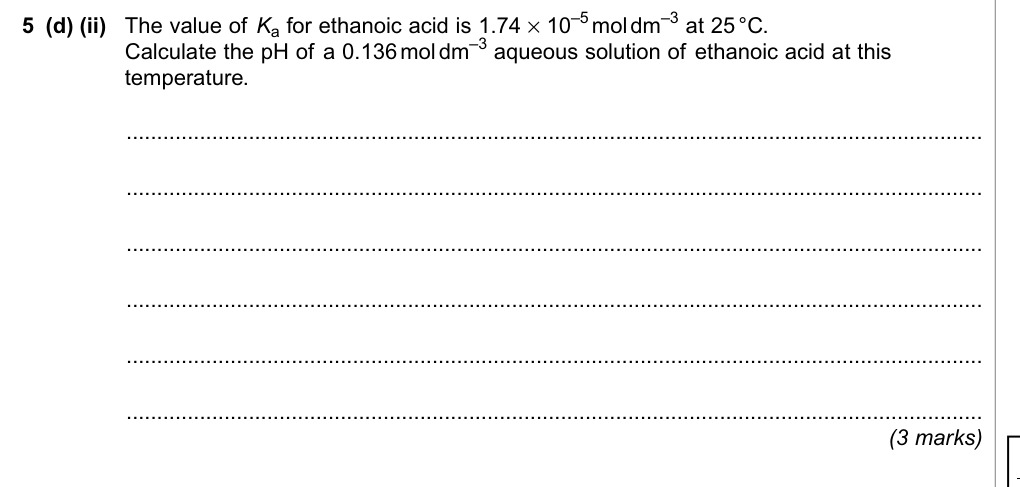 5 (d) (ii) The value of Kₐ for ethanoic acid is 1.74 × 10⁻⁵ mol dm⁻³ at 25 °C.
Calculate the pH of a 0.136 mol dm⁻³ aqueous solution of ethanoic acid at this
temperature.
(3 marks)